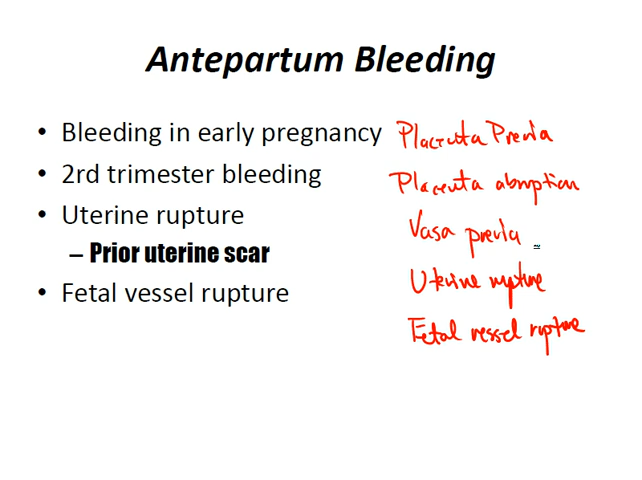 Antepartum Bleeding
• Bleeding in early pregnancy
• 2rd trimester bleeding
• Uterine rupture
– Prior uterine scar
• Fetal vessel rupture
Placenta Previa
Placenta abruption
Vasa previa
Uterine rupture
Fetal vessel rupture